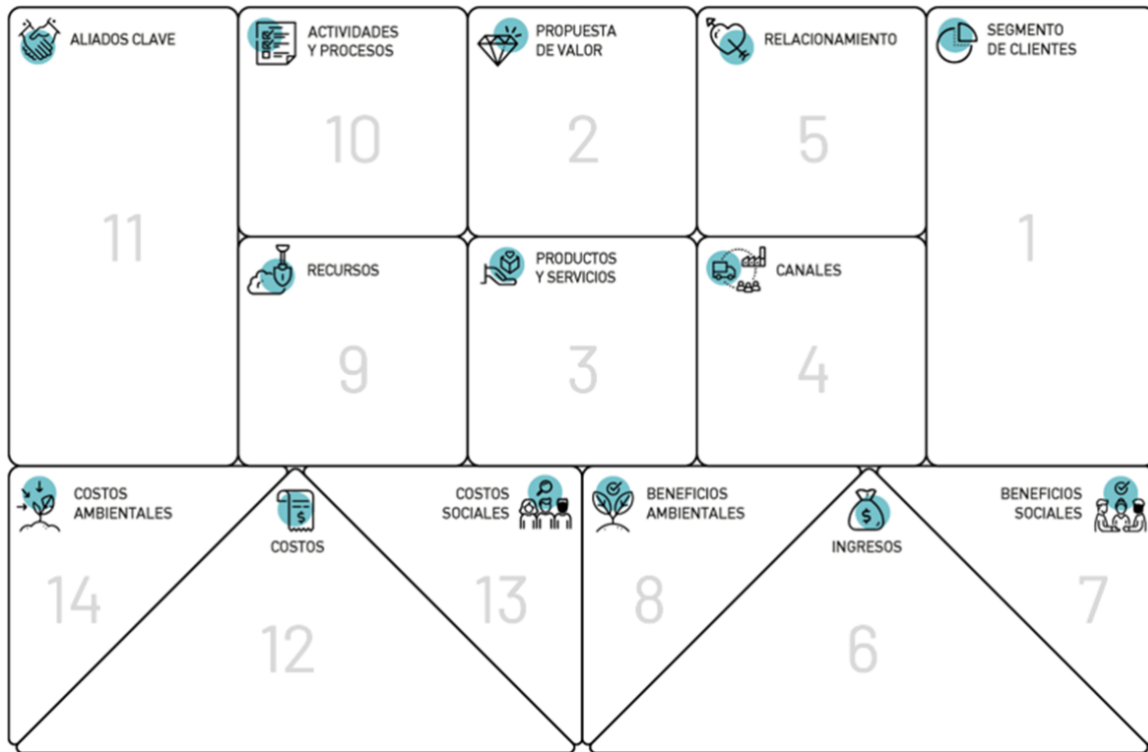 ALIADOS CLAVE
11
ACTIVIDADES
Y PROCESOS
10
PROPUESTA
DE VALOR
2
RELACIONAMIENTO
5
SEGMENTO
DE CLIENTES
1
RECURSOS
9
PRODUCTOS
Y SERVICIOS
3
CANALES
4
COSTOS
AMBIENTALES
14
$
COSTOS
12
COSTOS
SOCIALES
13
BENEFICIOS
AMBIENTALES
8
$
INGRESOS
6
BENEFICIOS
SOCIALES
7